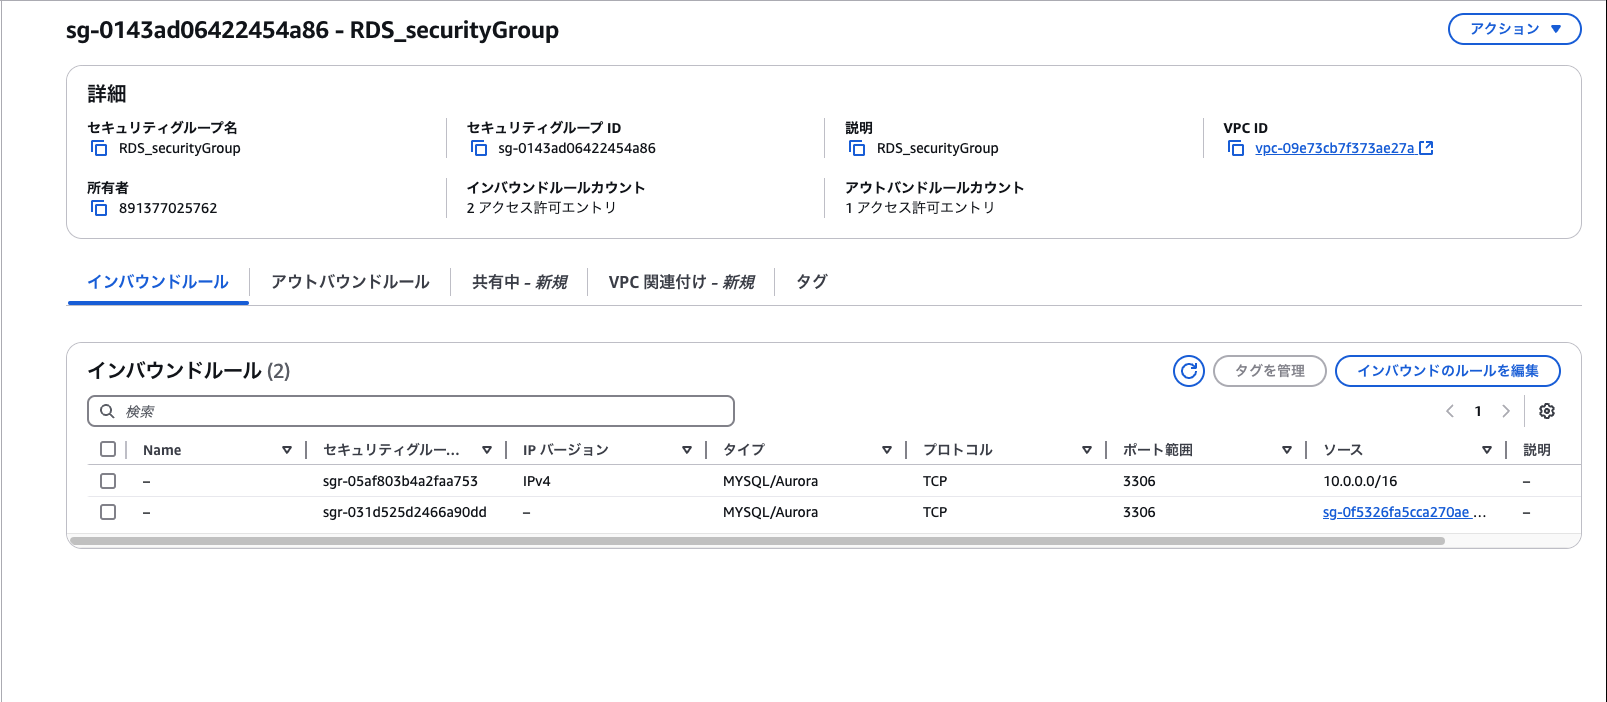 sg-0143ad06422454a86 - RDS_securityGroup
アクション
詳細
セキュリティグループ名
RDS_securityGroup
セキュリティグループ ID
sg-0143ad06422454a86
説明
RDS_securityGroup
VPC ID
vpc-09e73cb7f373ae27a
所有者
891377025762
インバウンドルールカウント
2 アクセス許可エントリ
アウトバンドルールカウント
1 アクセス許可エントリ
インバウンドルール アウトバウンドルール 共有中 - 新規 VPC 関連付け - 新規 タグ
インバウンドルール (2)
タグを管理
インバウンドのルールを編集
検索
1
Name セキュリティグルー... IP バージョン タイプ プロトコル ポート範囲 ソース 説明
– sgr-05af803b4a2faa753 IPv4 MYSQL/Aurora TCP 3306 10.0.0.0/16 –
– sgr-031d525d2466a90dd – MYSQL/Aurora TCP 3306 sg-0f5326fa5cca270ae ... –